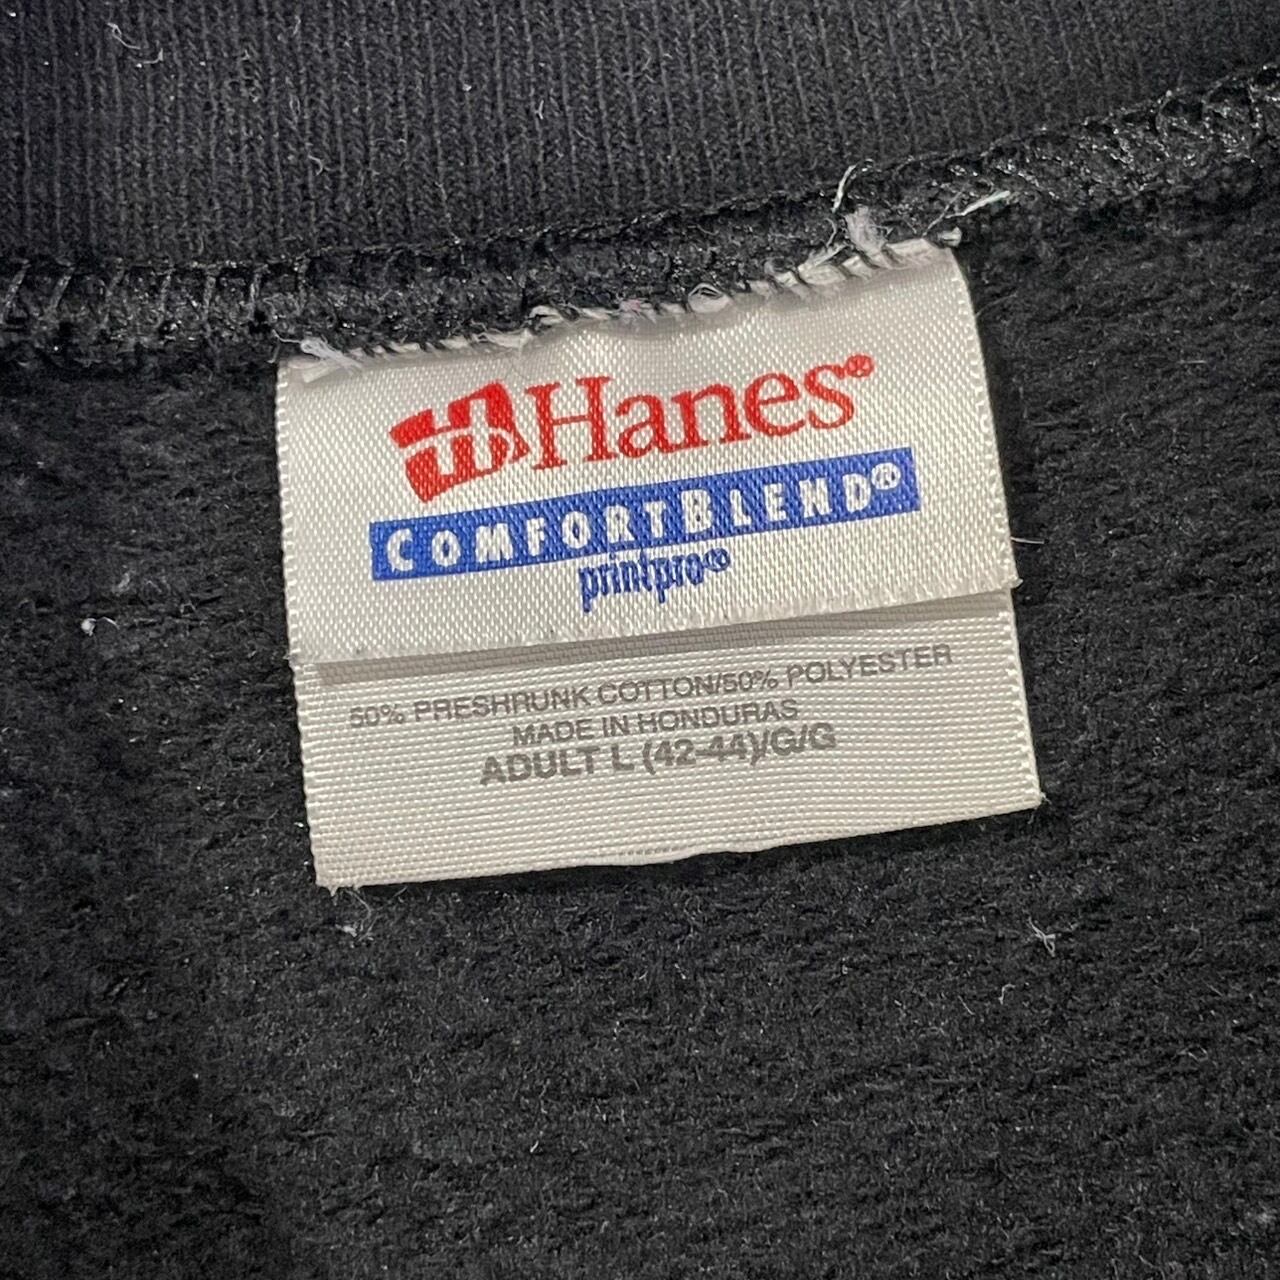 Hanes®
COMFORTBLEND®
printpro®
50% PRESHRUNK COTTON/50% POLYESTER
MADE IN HONDURAS
ADULT L (42-44)/G/G